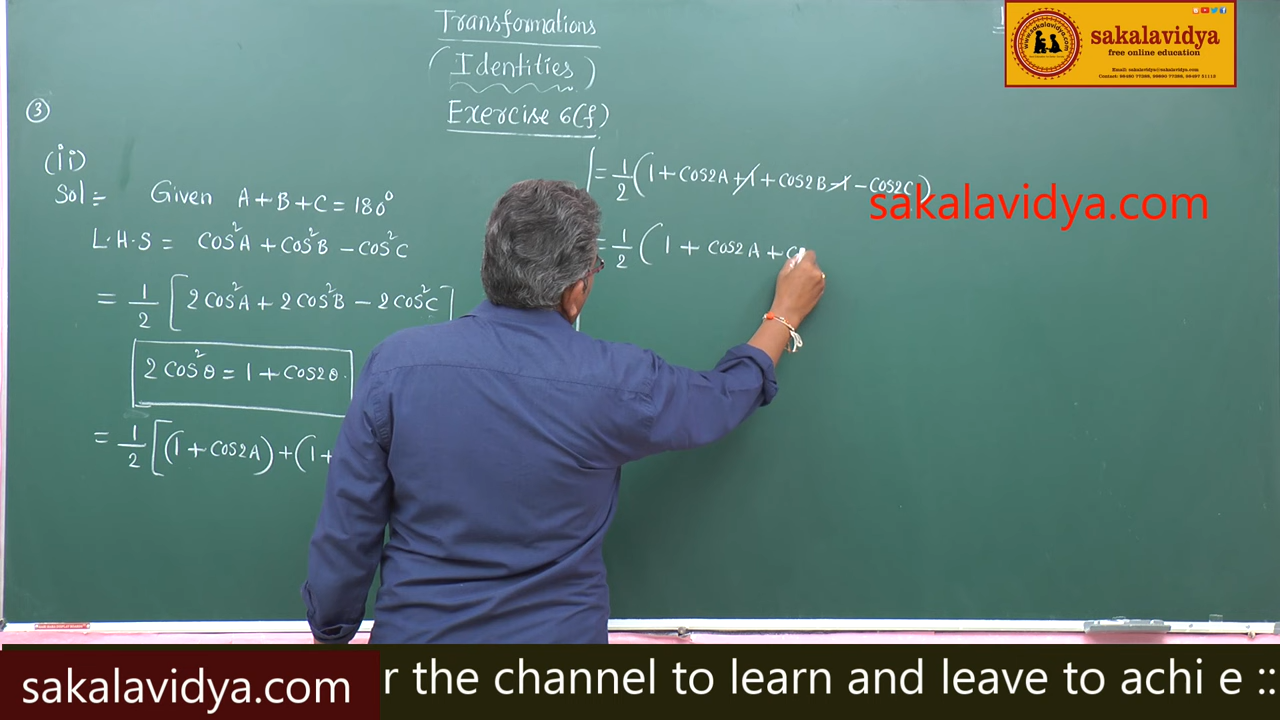 Transformations
(Identities)
Exercise 6(f)
③
(ii)
Sol:= Given A+B+C = 180°
L.H.S = cos²A + cos²B − cos²C
= 1/2 [2cos²A + 2cos²B − 2cos²C]
2cos²θ = 1 + cos2θ.
= 1/2 [(1 + cos2A) + (1+
= 1/2 (1 + cos2A + 1 + cos2B − 1 − cos2C)
= 1/2 (1 + cos2A + c
sakalavidya
free online education
sakalavidya.com
sakalavidya.com
r the channel to learn and leave to achi e ::